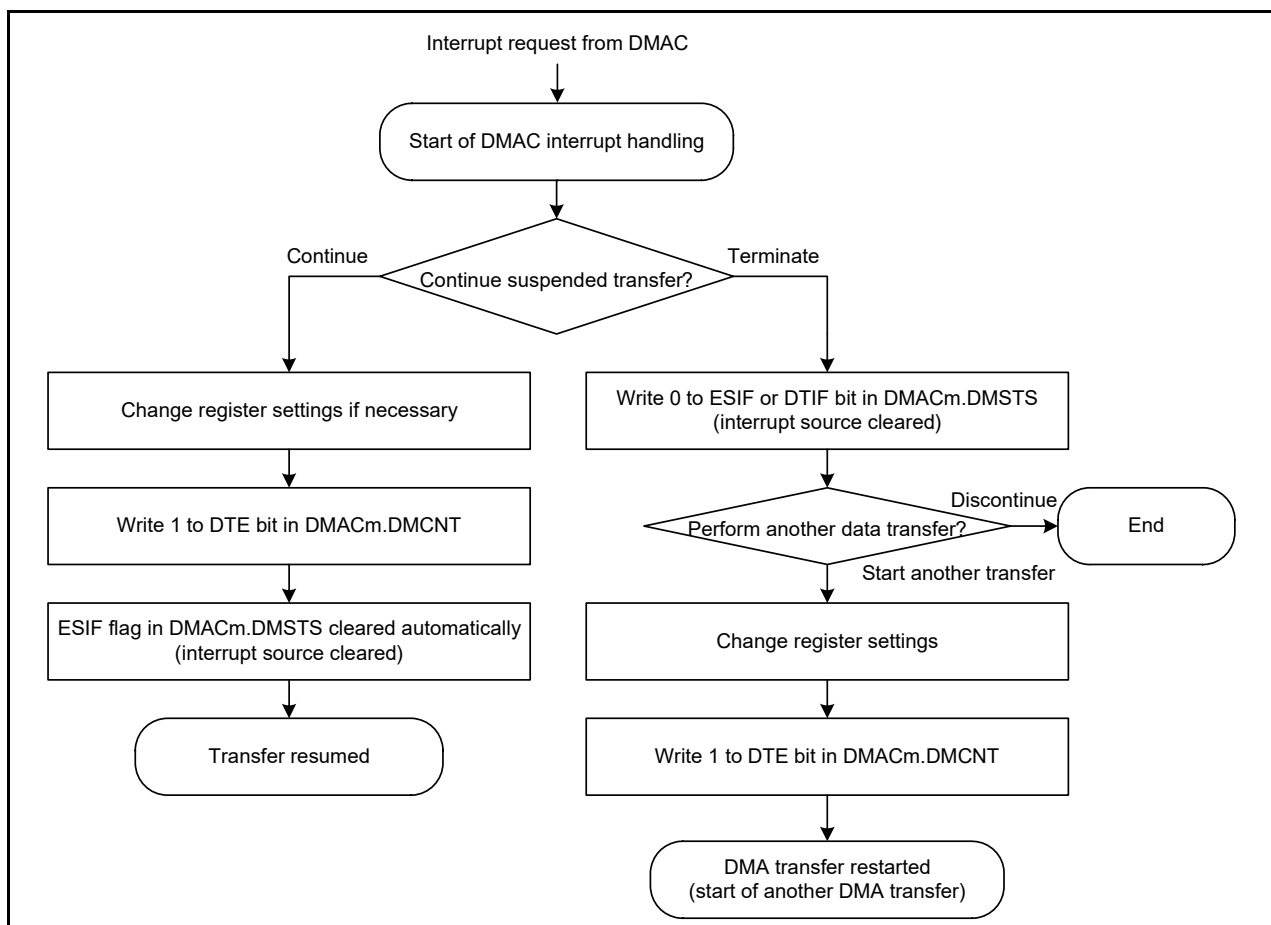 Interrupt request from DMAC
Start of DMAC interrupt handling
Continue
Terminate
Continue suspended transfer?
Change register settings if necessary
Write 1 to DTE bit in DMACm.DMCNT
ESIF flag in DMACm.DMSTS cleared automatically
(interrupt source cleared)
Transfer resumed
Write 0 to ESIF or DTIF bit in DMACm.DMSTS
(interrupt source cleared)
Discontinue
Perform another data transfer?
End
Start another transfer
Change register settings
Write 1 to DTE bit in DMACm.DMCNT
DMA transfer restarted
(start of another DMA transfer)